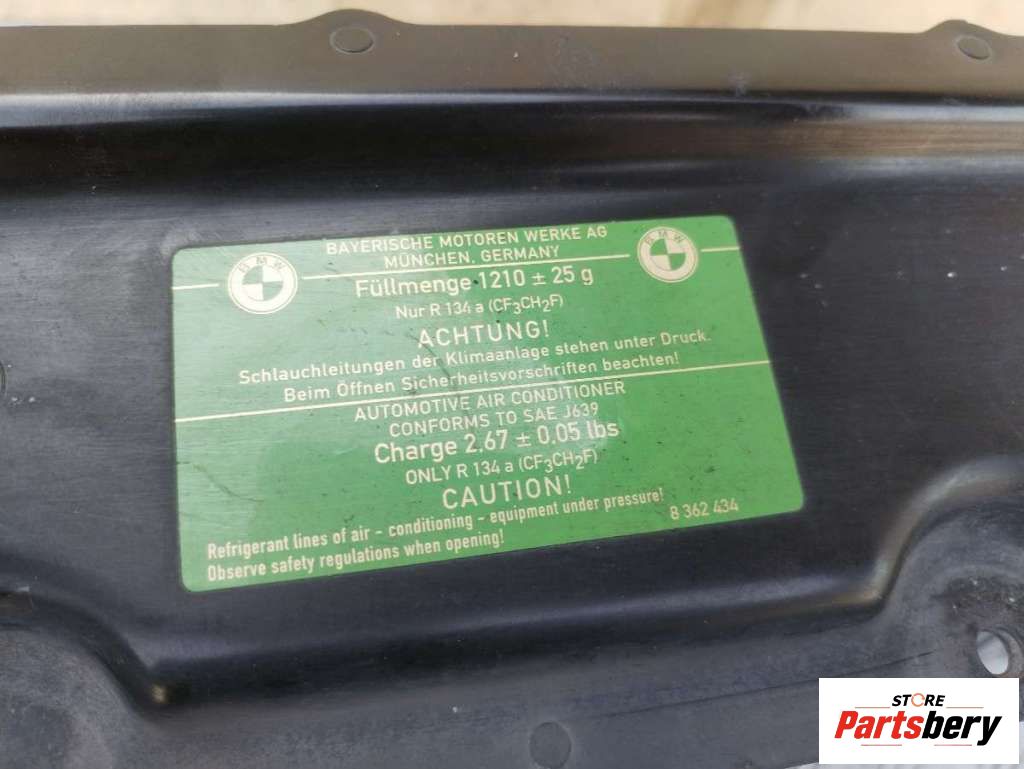 BAYERISCHE MOTOREN WERKE AG
MÜNCHEN, GERMANY
BMW
BMW
Füllmenge 1210 ± 25 g
Nur R 134 a (CF3CH2F)
ACHTUNG!
Schlauchleitungen der Klimaanlage stehen unter Druck.
Beim Öffnen Sicherheitsvorschriften beachten!
AUTOMOTIVE AIR CONDITIONER
CONFORMS TO SAE J639
Charge 2,67 ± 0,05 lbs
ONLY R 134 a (CF3CH2F)
CAUTION!
Refrigerant lines of air - conditioning - equipment under pressure!
Observe safety regulations when opening!
8 362 434
STORE
Partsbery